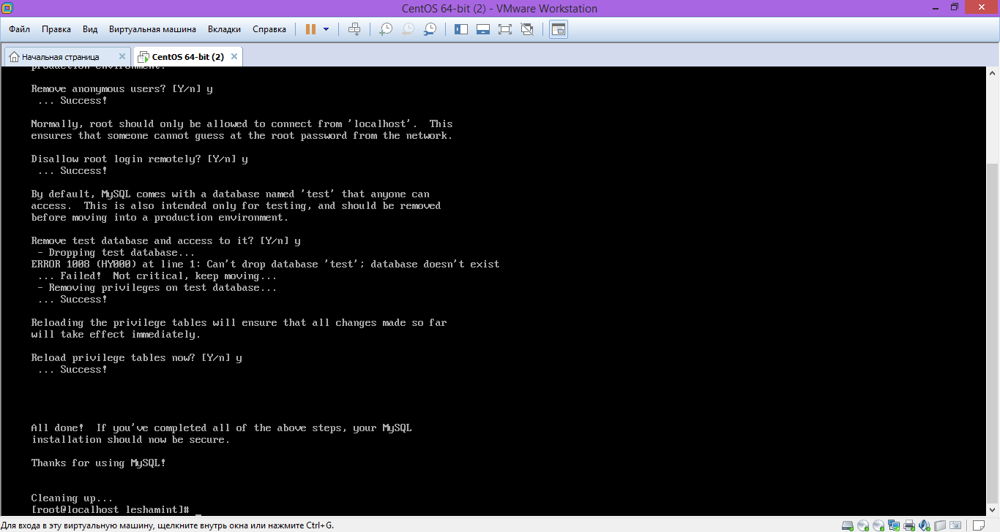 CentOS 64-bit (2) - VMware Workstation
Файл Правка Вид Виртуальная машина Вкладки Справка
Начальная страница CentOS 64-bit (2)
production environment.
Remove anonymous users? [Y/n] y
... Success!
Normally, root should only be allowed to connect from 'localhost'. This
ensures that someone cannot guess at the root password from the network.
Disallow root login remotely? [Y/n] y
... Success!
By default, MySQL comes with a database named 'test' that anyone can
access. This is also intended only for testing, and should be removed
before moving into a production environment.
Remove test database and access to it? [Y/n] y
- Dropping test database...
ERROR 1008 (HY000) at line 1: Can't drop database 'test'; database doesn't exist
... Failed! Not critical, keep moving...
- Removing privileges on test database...
... Success!
Reloading the privilege tables will ensure that all changes made so far
will take effect immediately.
Reload privilege tables now? [Y/n] y
... Success!
All done! If you've completed all of the above steps, your MySQL
installation should now be secure.
Thanks for using MySQL!
Cleaning up...
[root@localhost leshamint]# _
Для входа в эту виртуальную машину, щелкните внутрь окна или нажмите Ctrl+G.